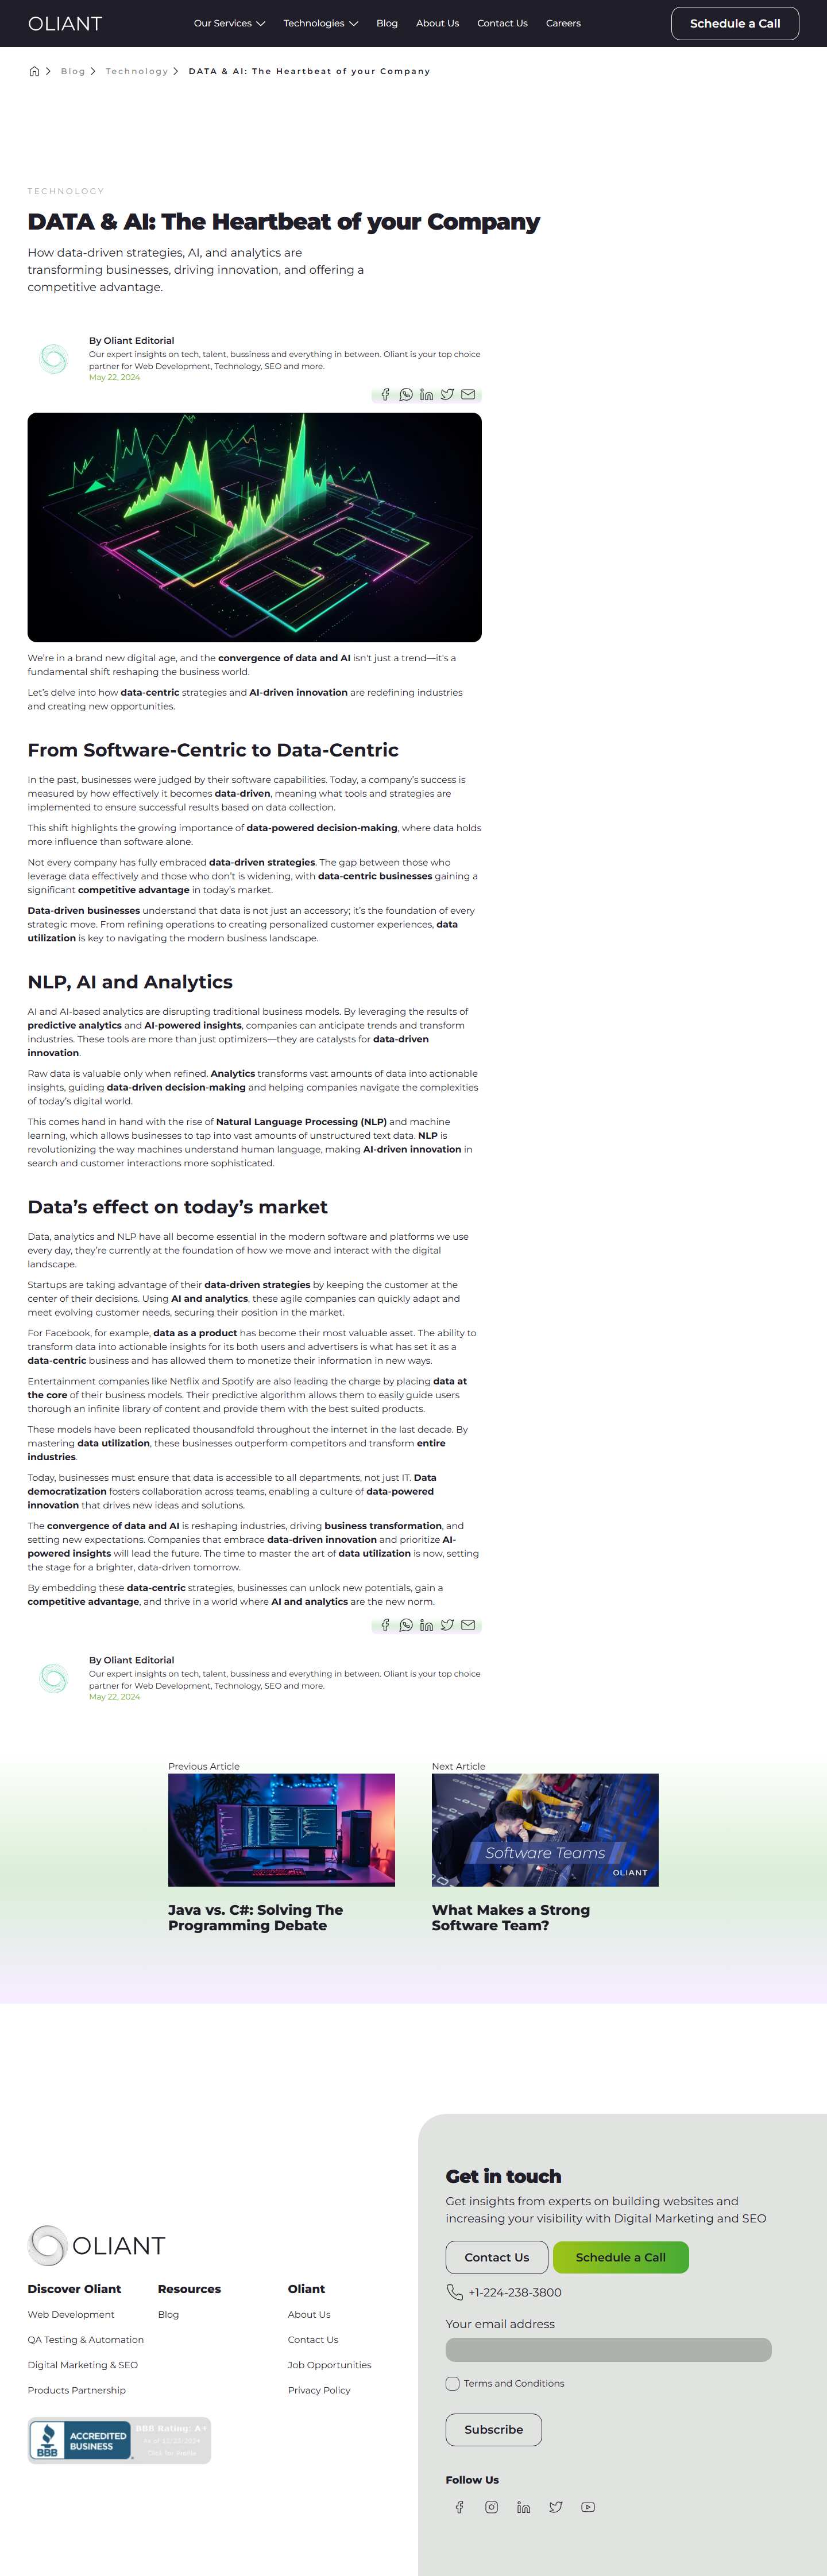 OLIANT
Our Services
Technologies
Blog
About Us
Contact Us
Careers
Schedule a Call
Blog
Technology
DATA & AI: The Heartbeat of your Company
TECHNOLOGY
DATA & AI: The Heartbeat of your Company
How data-driven strategies, AI, and analytics are
transforming businesses, driving innovation, and offering a
competitive advantage.
By Oliant Editorial
Our expert insights on tech, talent, bussiness and everything in between. Oliant is your top choice
partner for Web Development, Technology, SEO and more.
May 22, 2024
We're in a brand new digital age, and the convergence of data and AI isn't just a trend—it's a
fundamental shift reshaping the business world.
Let's delve into how data-centric strategies and AI-driven innovation are redefining industries
and creating new opportunities.
From Software-Centric to Data-Centric
In the past, businesses were judged by their software capabilities. Today, a company's success is
measured by how effectively it becomes data-driven, meaning what tools and strategies are
implemented to ensure successful results based on data collection.
This shift highlights the growing importance of data-powered decision-making, where data holds
more influence than software alone.
Not every company has fully embraced data-driven strategies. The gap between those who
leverage data effectively and those who don't is widening, with data-centric businesses gaining a
significant competitive advantage in today's market.
Data-driven businesses understand that data is not just an accessory; it's the foundation of every
strategic move. From refining operations to creating personalized customer experiences, data
utilization is key to navigating the modern business landscape.
NLP, AI and Analytics
AI and AI-based analytics are disrupting traditional business models. By leveraging the results of
predictive analytics and AI-powered insights, companies can anticipate trends and transform
industries. These tools are more than just optimizers—they are catalysts for data-driven
innovation.
Raw data is valuable only when refined. Analytics transforms vast amounts of data into actionable
insights, guiding data-driven decision-making and helping companies navigate the complexities
of today's digital world.
This comes hand in hand with the rise of Natural Language Processing (NLP) and machine
learning, which allows businesses to tap into vast amounts of unstructured text data. NLP is
revolutionizing the way machines understand human language, making AI-driven innovation in
search and customer interactions more sophisticated.
Data's effect on today's market
Data, analytics and NLP have all become essential in the modern software and platforms we use
every day, they're currently at the foundation of how we move and interact with the digital
landscape.
Startups are taking advantage of their data-driven strategies by keeping the customer at the
center of their decisions. Using AI and analytics, these agile companies can quickly adapt and
meet evolving customer needs, securing their position in the market.
For Facebook, for example, data as a product has become their most valuable asset. The ability to
transform data into actionable insights for its both users and advertisers is what has set it as a
data-centric business and has allowed them to monetize their information in new ways.
Entertainment companies like Netflix and Spotify are also leading the charge by placing data at
the core of their business models. Their predictive algorithm allows them to easily guide users
thorough an infinite library of content and provide them with the best suited products.
These models have been replicated thousandfold throughout the internet in the last decade. By
mastering data utilization, these businesses outperform competitors and transform entire
industries.
Today, businesses must ensure that data is accessible to all departments, not just IT. Data
democratization fosters collaboration across teams, enabling a culture of data-powered
innovation that drives new ideas and solutions.
The convergence of data and AI is reshaping industries, driving business transformation, and
setting new expectations. Companies that embrace data-driven innovation and prioritize AI-
powered insights will lead the future. The time to master the art of data utilization is now, setting
the stage for a brighter, data-driven tomorrow.
By embedding these data-centric strategies, businesses can unlock new potentials, gain a
competitive advantage, and thrive in a world where AI and analytics are the new norm.
By Oliant Editorial
Our expert insights on tech, talent, bussiness and everything in between. Oliant is your top choice
partner for Web Development, Technology, SEO and more.
May 22, 2024
Previous Article
Java vs. C#: Solving The
Programming Debate
Next Article
Software Teams
OLIANT
What Makes a Strong
Software Team?
OLIANT
Discover Oliant
Web Development
QA Testing & Automation
Digital Marketing & SEO
Products Partnership
Resources
Blog
Oliant
About Us
Contact Us
Job Opportunities
Privacy Policy
BBB
ACCREDITED
BUSINESS
BBB Rating: A+
Get in touch
Get insights from experts on building websites and
increasing your visibility with Digital Marketing and SEO
Contact Us
Schedule a Call
+1-224-238-3800
Your email address
Terms and Conditions
Subscribe
Follow Us